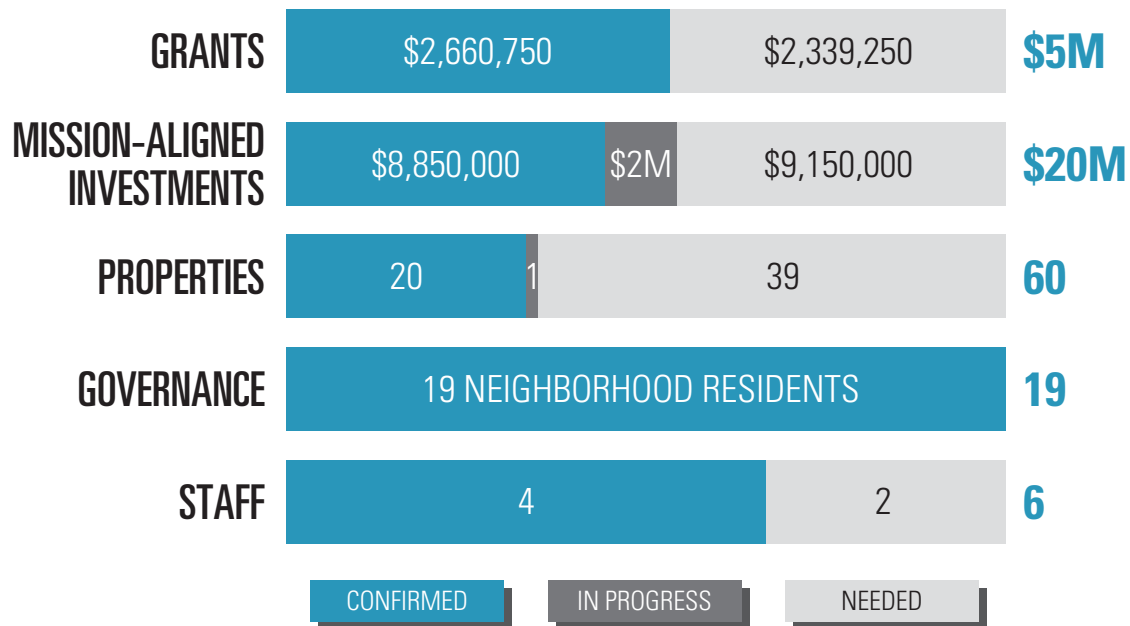 GRANTS $2,660,750 $2,339,250 $5M
MISSION-ALIGNED
INVESTMENTS $8,850,000 $2M $9,150,000 $20M
PROPERTIES 20 1 39 60
GOVERNANCE 19 NEIGHBORHOOD RESIDENTS 19
STAFF 4 2 6
CONFIRMED IN PROGRESS NEEDED